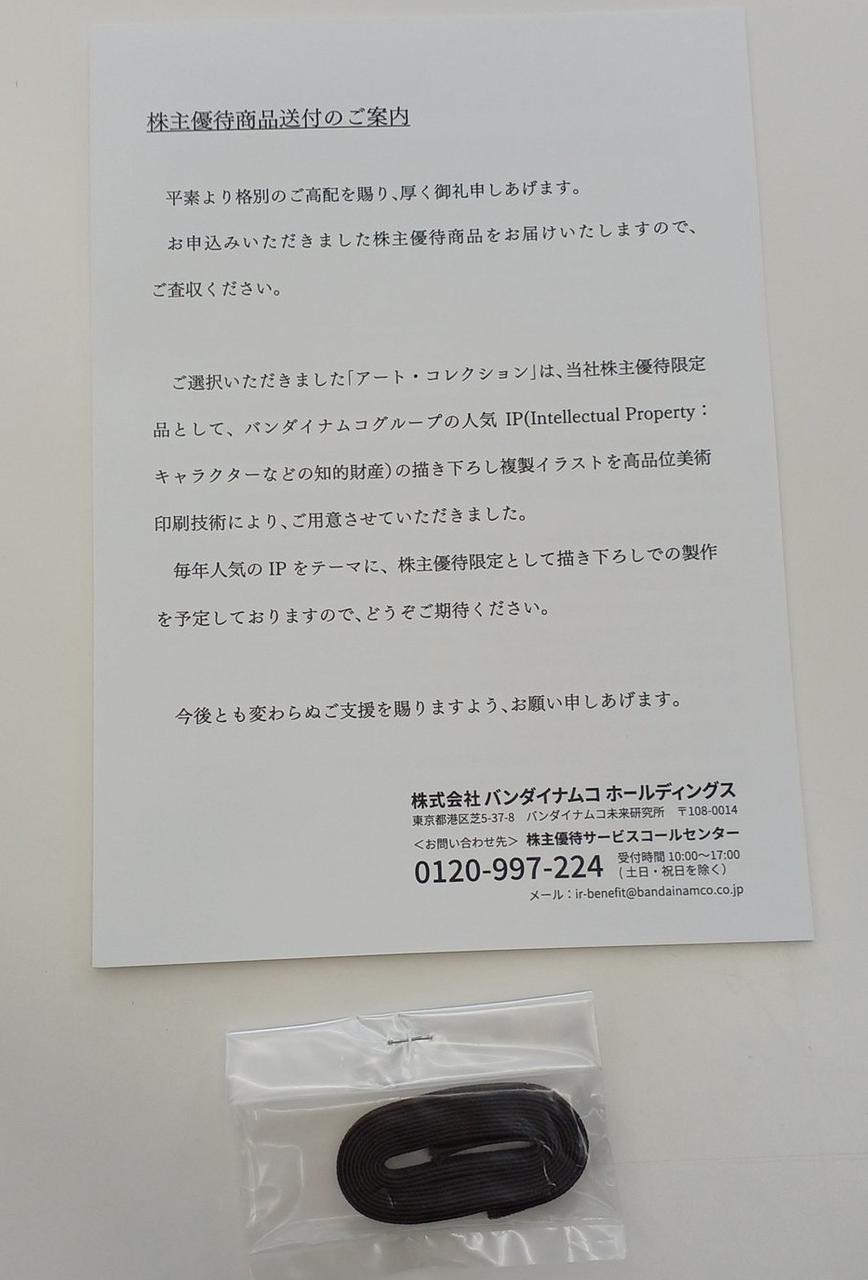 株主優待商品送付のご案内
平素より格別のご高配を賜り、厚く御礼申しあげます。
お申込みいただきました株主優待商品をお届けいたしますので、
ご査収ください。
ご選択いただきました「アート・コレクション」は、当社株主優待限定
品として、バンダイナムコグループの人気 IP(Intellectual Property：
キャラクターなどの知的財産)の描き下ろし複製イラストを高品位美術
印刷技術により、ご用意させていただきました。
毎年人気の IP をテーマに、株主優待限定として描き下ろしでの製作
を予定しておりますので、どうぞご期待ください。
今後とも変わらぬご支援を賜りますよう、お願い申しあげます。
株式会社 バンダイナムコ ホールディングス
東京都港区芝5-37-8 バンダイナムコ未来研究所 〒108-0014
＜お問い合わせ先＞ 株主優待サービスコールセンター
0120-997-224 受付時間 10:00～17:00
(土日・祝日を除く)
メール：ir-benefit@bandainamco.co.jp